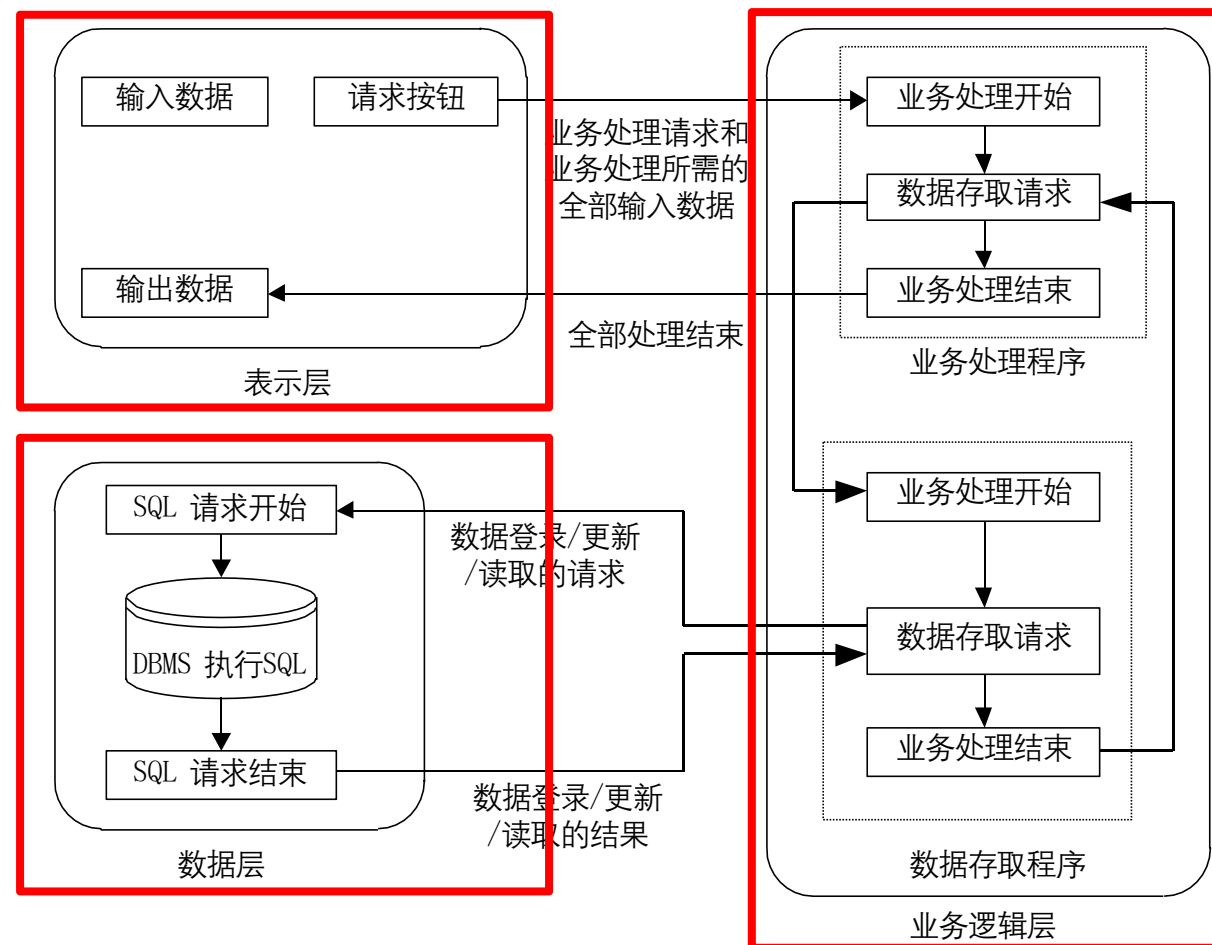 输入数据
请求按钮
输出数据
表示层
业务处理请求和
业务处理所需的
全部输入数据
全部处理结束
业务处理开始
数据存取请求
业务处理结束
业务处理程序
SQL 请求开始
DBMS 执行SQL
SQL 请求结束
数据层
数据登录/更新
/读取的请求
数据登录/更新
/读取的结果
业务处理开始
数据存取请求
业务处理结束
数据存取程序
业务逻辑层